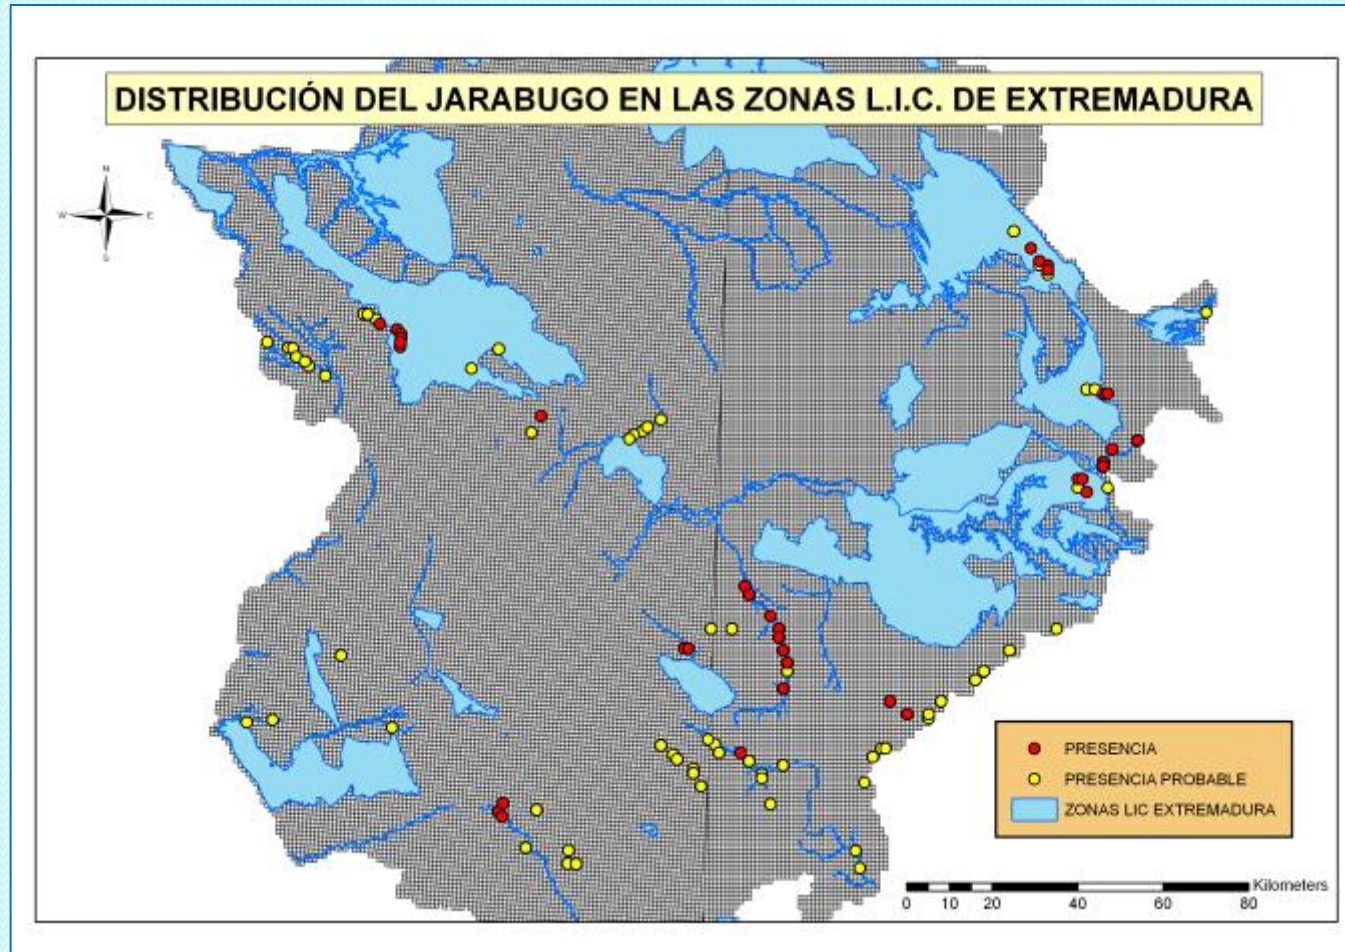 DISTRIBUCIÓN DEL JARABUGO EN LAS ZONAS L.I.C. DE EXTREMADURA
N
W E
S
PRESENCIA
PRESENCIA PROBABLE
ZONAS LIC EXTREMADURA
Kilometers
0 10 20 40 60 80